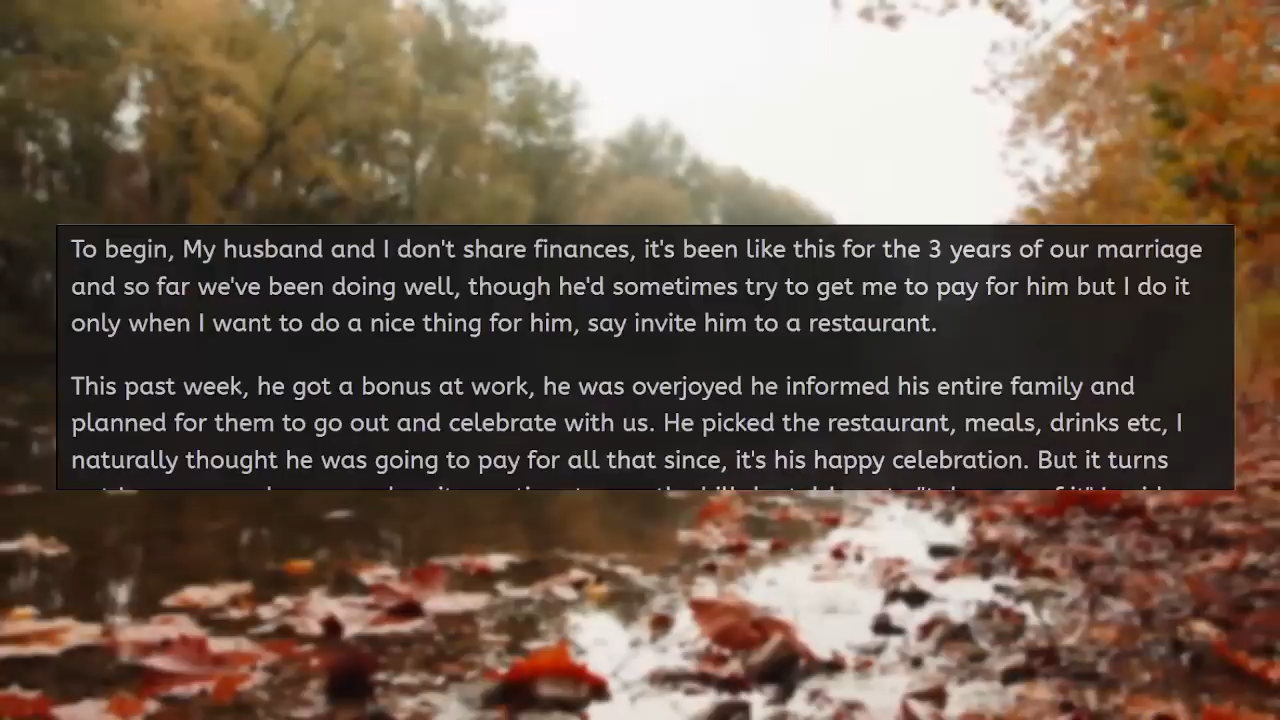 To begin, My husband and I don't share finances, it's been like this for the 3 years of our marriage
and so far we've been doing well, though he'd sometimes try to get me to pay for him but I do it
only when I want to do a nice thing for him, say invite him to a restaurant.
This past week, he got a bonus at work, he was overjoyed he informed his entire family and
planned for them to go out and celebrate with us. He picked the restaurant, meals, drinks etc, I
naturally thought he was going to pay for all that since, it's his happy celebration. But it turns